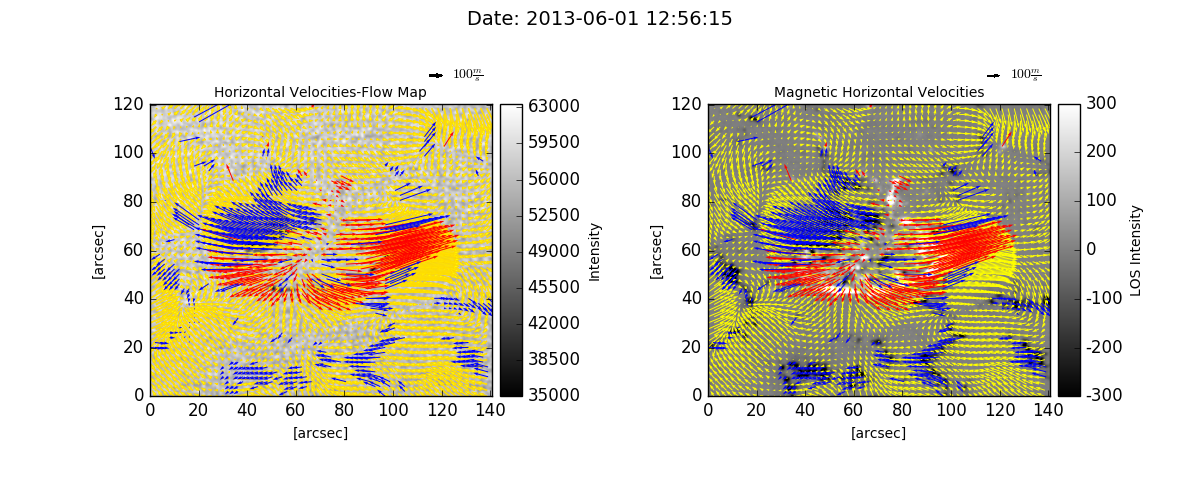 Date: 2013-06-01 12:56:15
100 m/s
100 m/s
Horizontal Velocities-Flow Map
Magnetic Horizontal Velocities
120
100
80
60
40
20
0
[arcsec]
0 20 40 60 80 100 120 140
[arcsec]
63000
59500
56000
52500
49000
45500
42000
38500
35000
Intensity
120
100
80
60
40
20
0
[arcsec]
0 20 40 60 80 100 120 140
[arcsec]
300
200
100
0
-100
-200
-300
LOS Intensity